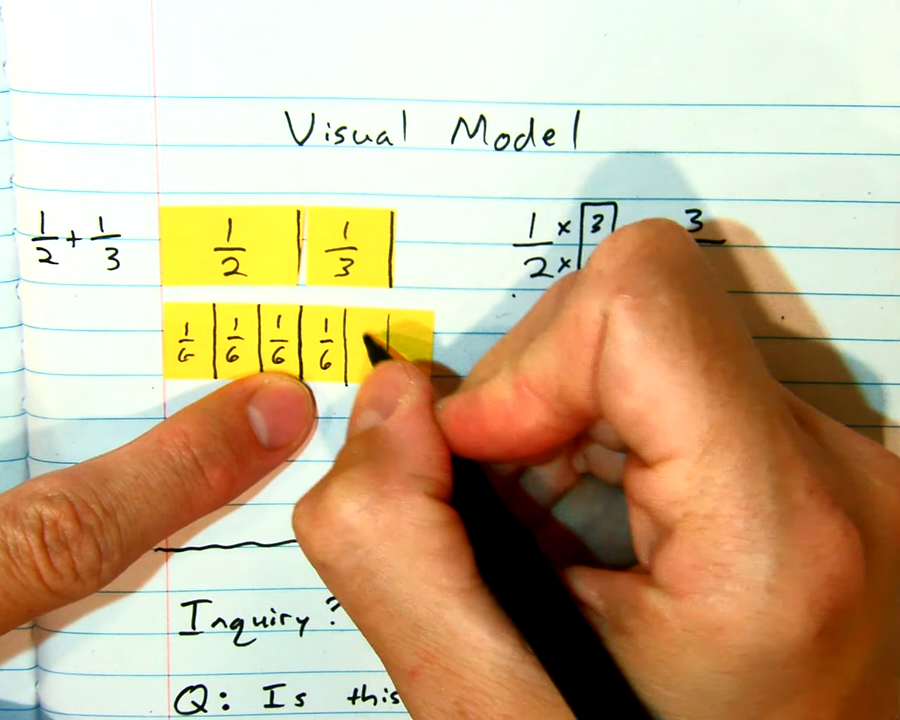 Visual Model
1/2 + 1/3
1/2 1/3
1 x 3 3
2 x
1/6 1/6 1/6 1/6
Inquiry?
Q: Is this